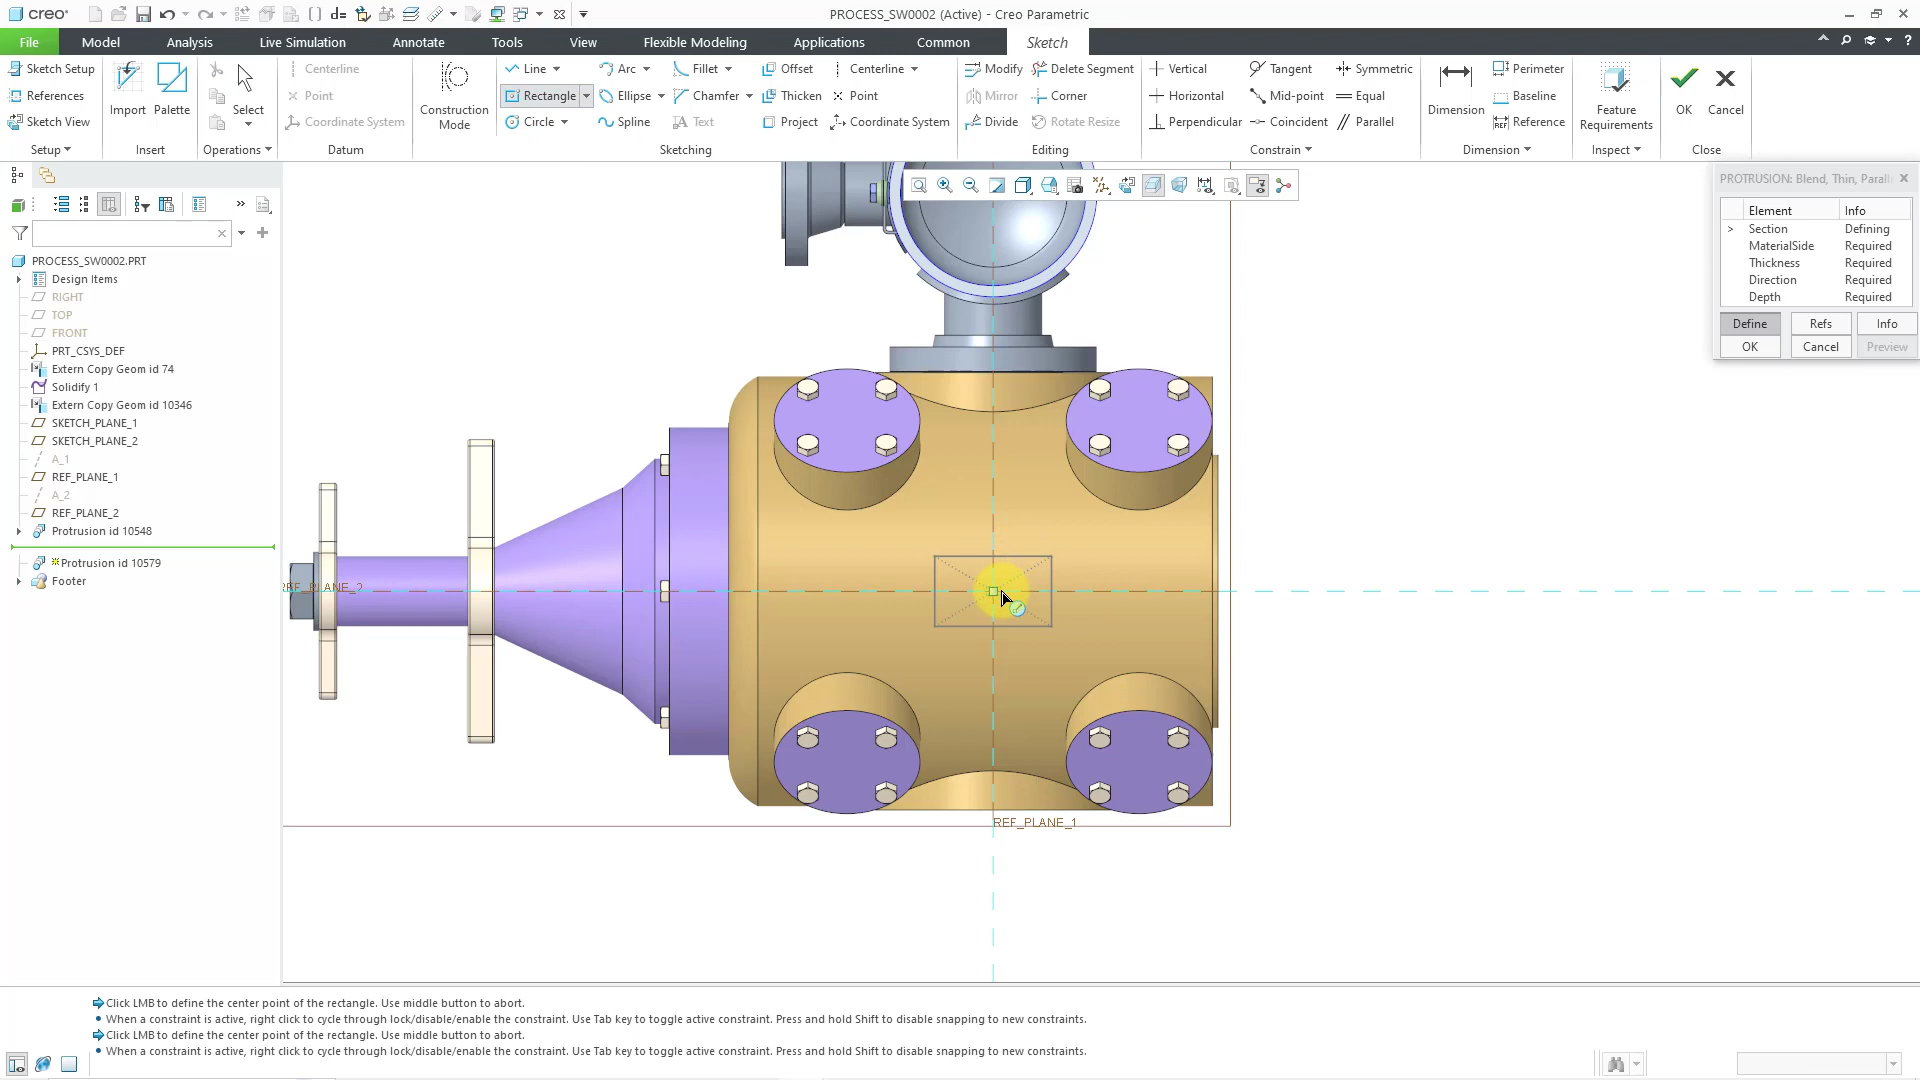 creo
d=
PROCESS_SW0002 (Active) - Creo Parametric
File
Model
Analysis
Live Simulation
Annotate
Tools
View
Flexible Modeling
Applications
Common
Sketch
Sketch Setup
References
Sketch View
Setup
Import
Palette
Insert
Select
Operations
Centerline
Point
Coordinate System
Datum
Construction
Mode
Line
Arc
Fillet
Offset
Centerline
Rectangle
Ellipse
Chamfer
Thicken
Point
Circle
Spline
Text
Project
Coordinate System
Sketching
Modify
Delete Segment
Mirror
Corner
Divide
Rotate Resize
Editing
Vertical
Tangent
Symmetric
Horizontal
Mid-point
Equal
Perpendicular
Coincident
Parallel
Constrain
Dimension
Perimeter
Baseline
Reference
Dimension
Feature
Requirements
Inspect
OK
Cancel
Close
PROCESS_SW0002.PRT
Design Items
RIGHT
TOP
FRONT
PRT_CSYS_DEF
Extern Copy Geom id 74
Solidify 1
Extern Copy Geom id 10346
SKETCH_PLANE_1
SKETCH_PLANE_2
A_1
REF_PLANE_1
A_2
REF_PLANE_2
Protrusion id 10548
Protrusion id 10579
Footer
REF_PLANE_2
REF_PLANE_1
PROTRUSION: Blend, Thin, Parall
Element Info
> Section Defining
MaterialSide Required
Thickness Required
Direction Required
Depth Required
Define Refs Info
OK Cancel Preview
Click LMB to define the center point of the rectangle. Use middle button to abort.
• When a constraint is active, right click to cycle through lock/disable/enable the constraint. Use Tab key to toggle active constraint. Press and hold Shift to disable snapping to new constraints.
Click LMB to define the center point of the rectangle. Use middle button to abort.
• When a constraint is active, right click to cycle through lock/disable/enable the constraint. Use Tab key to toggle active constraint. Press and hold Shift to disable snapping to new constraints.